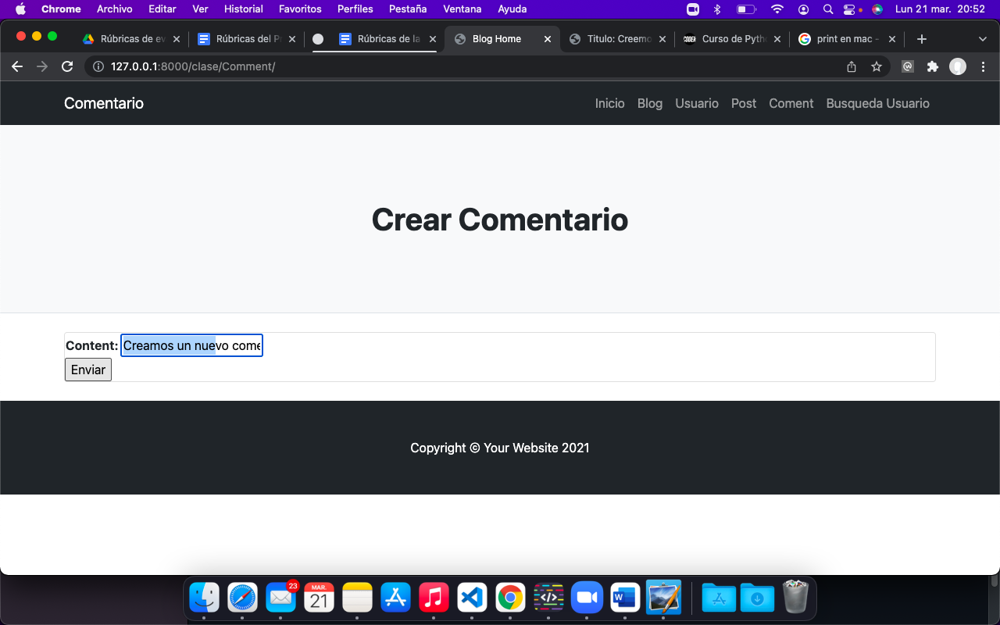 Chrome Archivo Editar Ver Historial Favoritos Perfiles Pestaña Ventana Ayuda Lun 21 mar. 20:52
Rúbricas de ev Rúbricas del P Rúbricas de la Blog Home Titulo: Creemo Curso de Pyth print en mac -
127.0.0.1:8000/clase/Comment/
Comentario Inicio Blog Usuario Post Coment Busqueda Usuario
Crear Comentario
Content: Creamos un nuevo come
Enviar
Copyright © Your Website 2021
23
MAR.
21